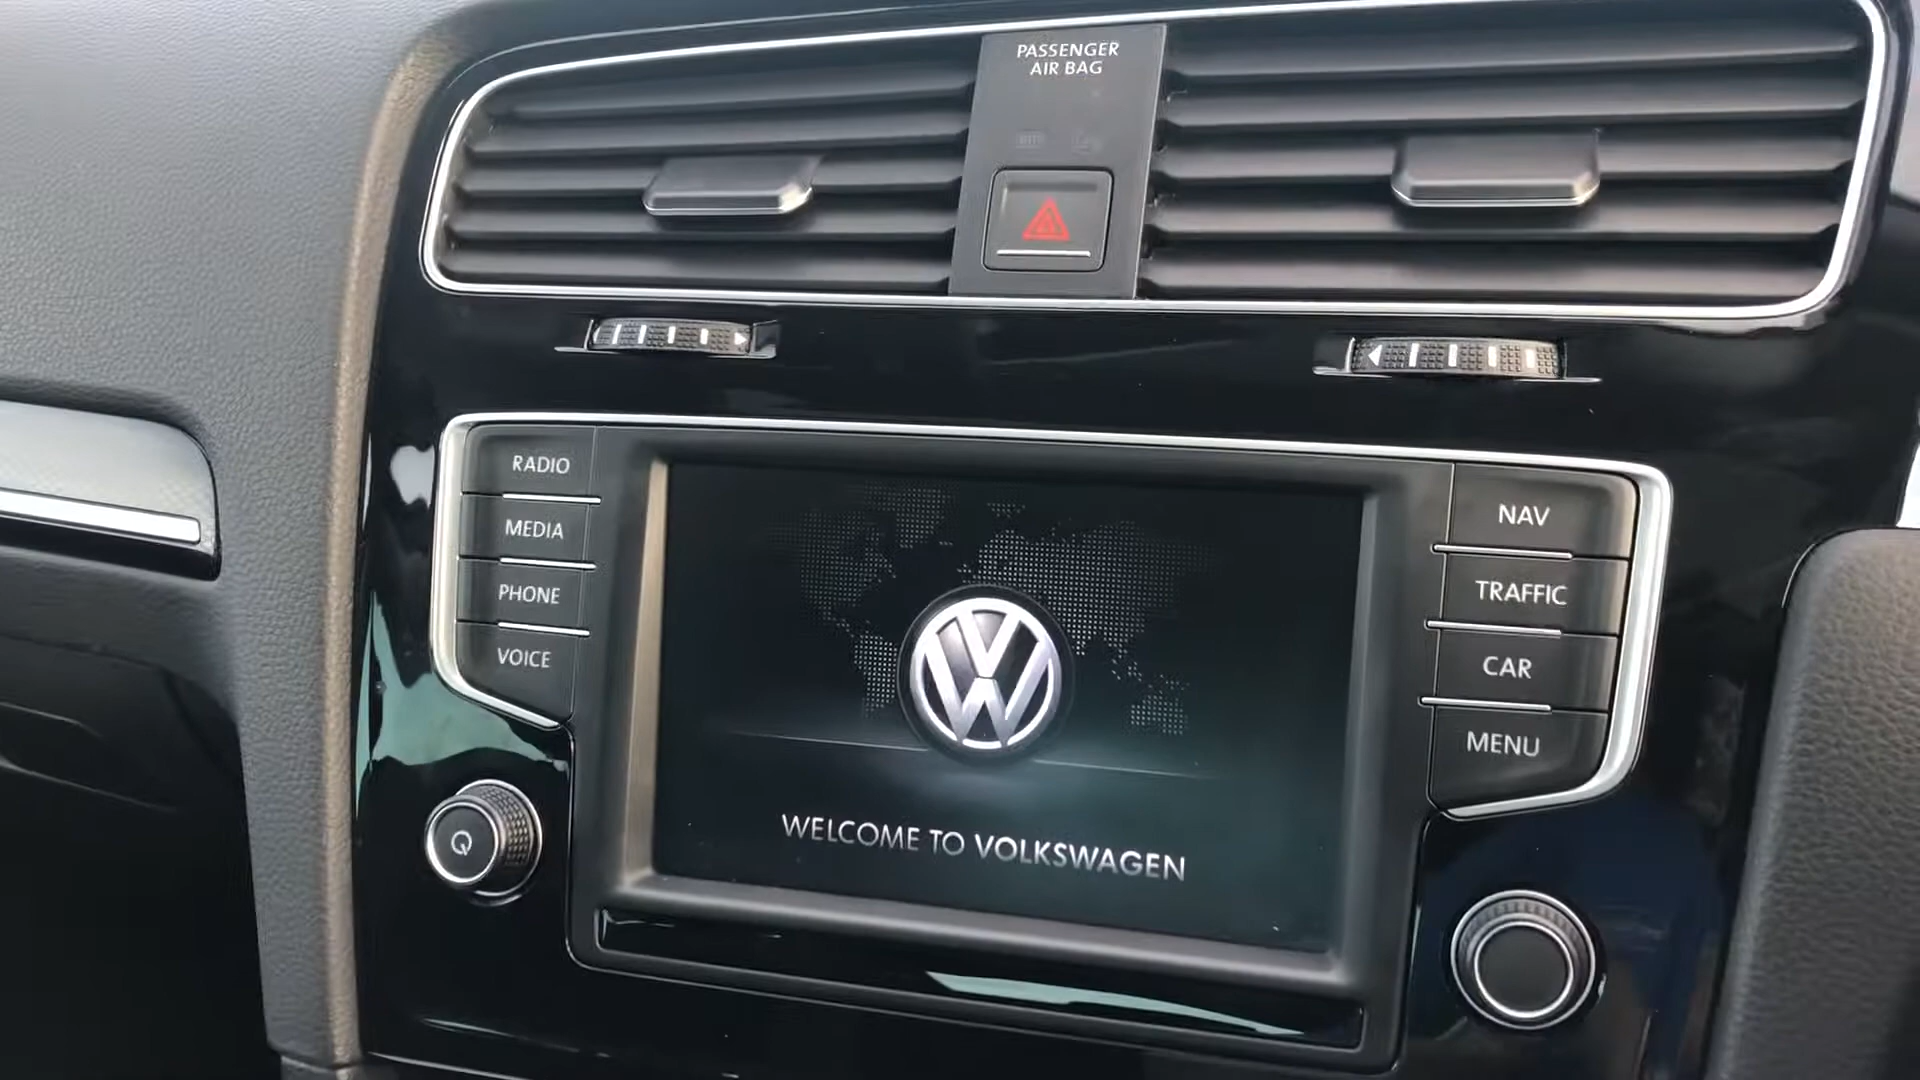 PASSENGER
AIR BAG
RADIO
MEDIA
PHONE
VOICE
NAV
TRAFFIC
CAR
MENU
WELCOME TO VOLKSWAGEN